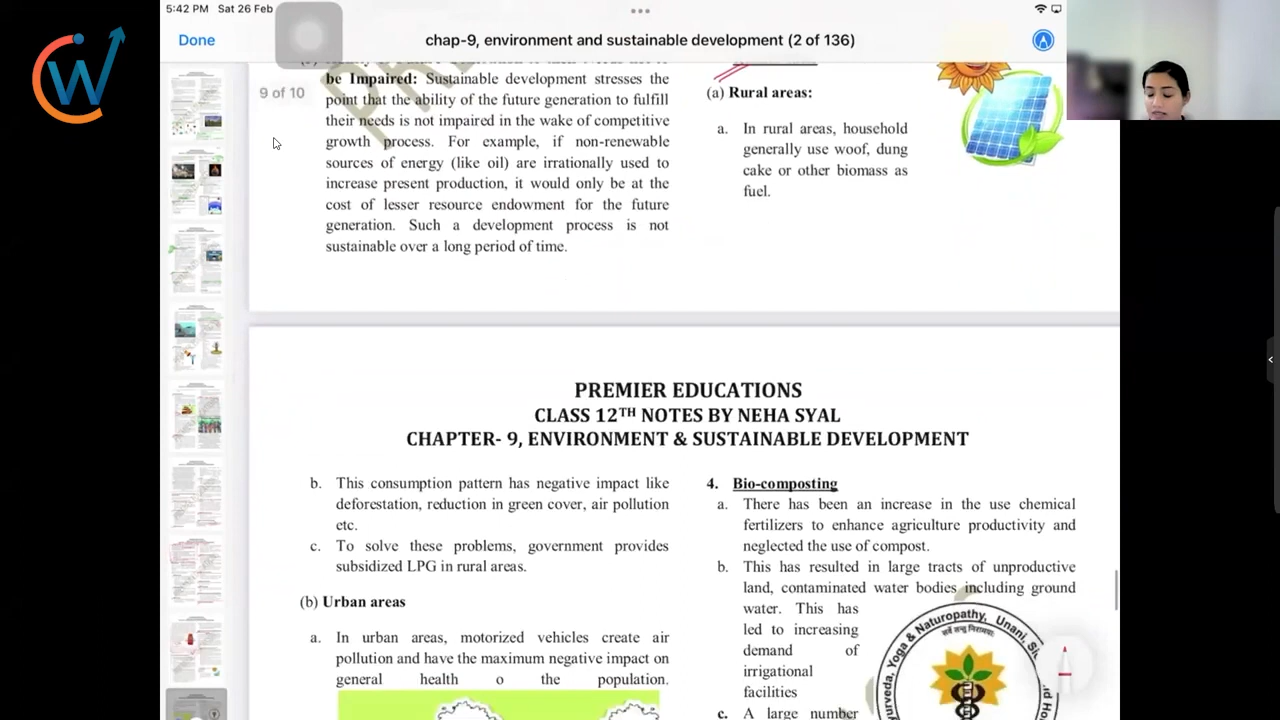 5:42 PM Sat 26 Feb
Done
chap-9, environment and sustainable development (2 of 136)
9 of 10
be impaired: Sustainable development stresses the
point that the ability of the future generation to fulfill
their needs is not impaired in the wake of competitive
growth process. For example, if non-renewable
sources of energy (like oil) are irrationally used to
increase present production, it would only be at the
cost of lesser resource endowment for the future
generation. Such a development process is not
sustainable over a lang period of time.
(a) Rural areas:
a. In rural areas, household
generally use woof, dung
cake or other biomass as
fuel.
PREMIER EDUCATIONS
CLASS 12TH NOTES BY NEHA SYAL
CHAPTER- 9, ENVIRONMENT & SUSTAINABLE DEVELOPMENT
b. This consumption pattern has negative impact like
deforestation, reduction in green cover, air pollution
etc.
c. To solve these problems, government provides
subsidized LPG in rural areas.
(b) Urban areas
a. In urban areas, motorized vehicles create air
pollution and have a maximum negative impact on
general health o the population.
4. Bio-composting
a. There has been an increase in the use chemical
fertilizers to enhance agriculture productivity and
neglected the use of compost.
b. This has resulted in large tracts of unproductive
land and affected water bodies including ground
water. This has
led to increasing
demand of
irrigational
facilities
c. A large number
Naturopathy, Unani,